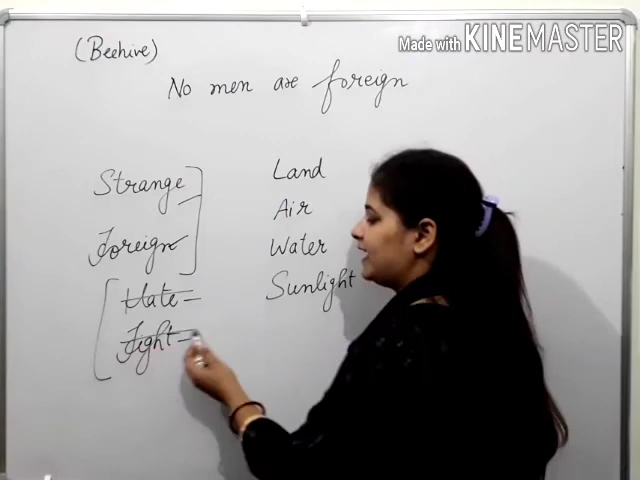 (Beehive)
Made with KINEMASTER
No men are foreign
Strange
Foreign
Hate
Fight
Land
Air
Water
Sunlight